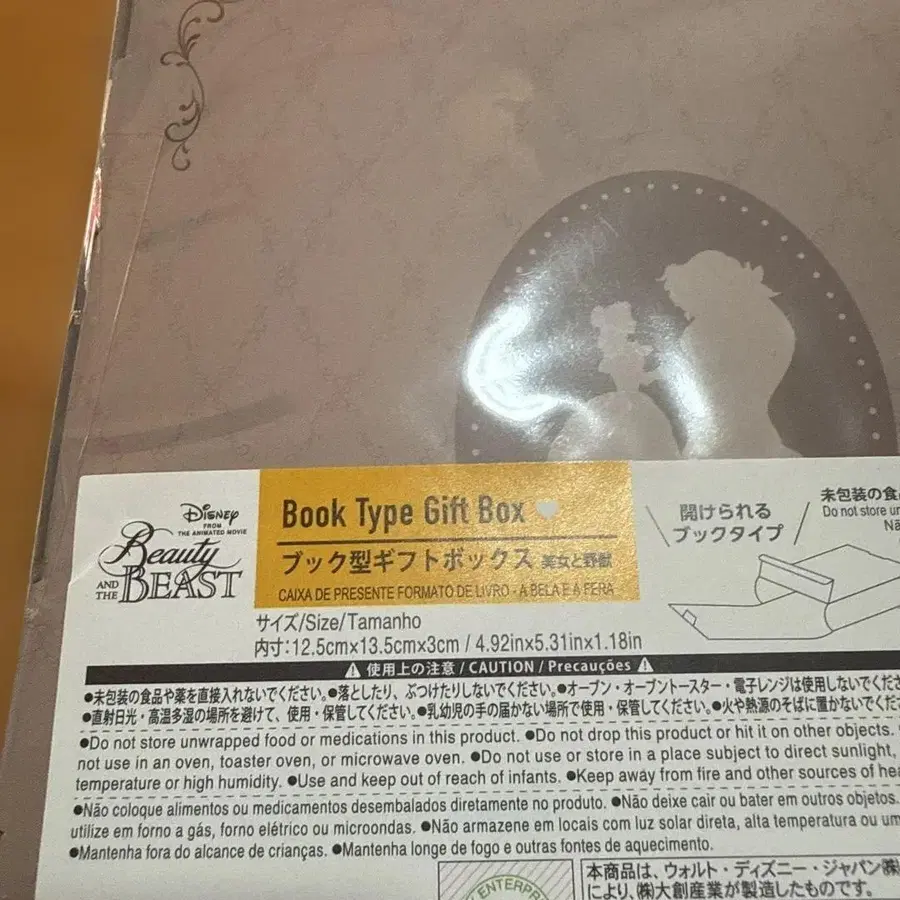 Disney
FROM
THE ANIMATED MOVIE
Beauty
AND THE BEAST
Book Type Gift Box
ブック型ギフトボックス 美女と野獣
CAIXA DE PRESENTE FORMATO DE LIVRO - A BELA E A FERA
開けられる
ブックタイプ
未包装の食
Do not store un
Nã
サイズ/Size/Tamanho
内寸:12.5cm×13.5cm×3cm / 4.92in×5.31in×1.18in
⚠ 使用上の注意 / CAUTION / Precauções ⚠
●未包装の食品や薬を直接入れないでください。●落としたり、ぶつけたりしないでください。●オーブン・オーブントースター・電子レンジは使用しないでくださ
●直射日光・高温多湿の場所を避けて、使用・保管してください。●乳幼児の手の届かない場所で使用・保管してください。●火や熱源のそばに置かないでくだ
●Do not store unwrapped food or medications in this product. ●Do not drop this product or hit it on other objects.
not use in an oven, toaster oven, or microwave oven. ●Do not use or store in a place subject to direct sunlight,
temperature or high humidity. ●Use and keep out of reach of infants. ●Keep away from fire and other sources of hea
●Não coloque alimentos ou medicamentos desembalados diretamente no produto. ●Não deixe cair ou bater em outros objetos.
utilize em forno a gás, forno elétrico ou microondas. ●Não armazene em locais com luz solar direta, alta temperatura ou um
●Mantenha fora do alcance de crianças. ●Mantenha longe de fogo e outras fontes de aquecimento.
ENTERPR
本商品は、ウォルト・ディズニー・ジャパン㈱
により、㈱大創産業が製造したものです。